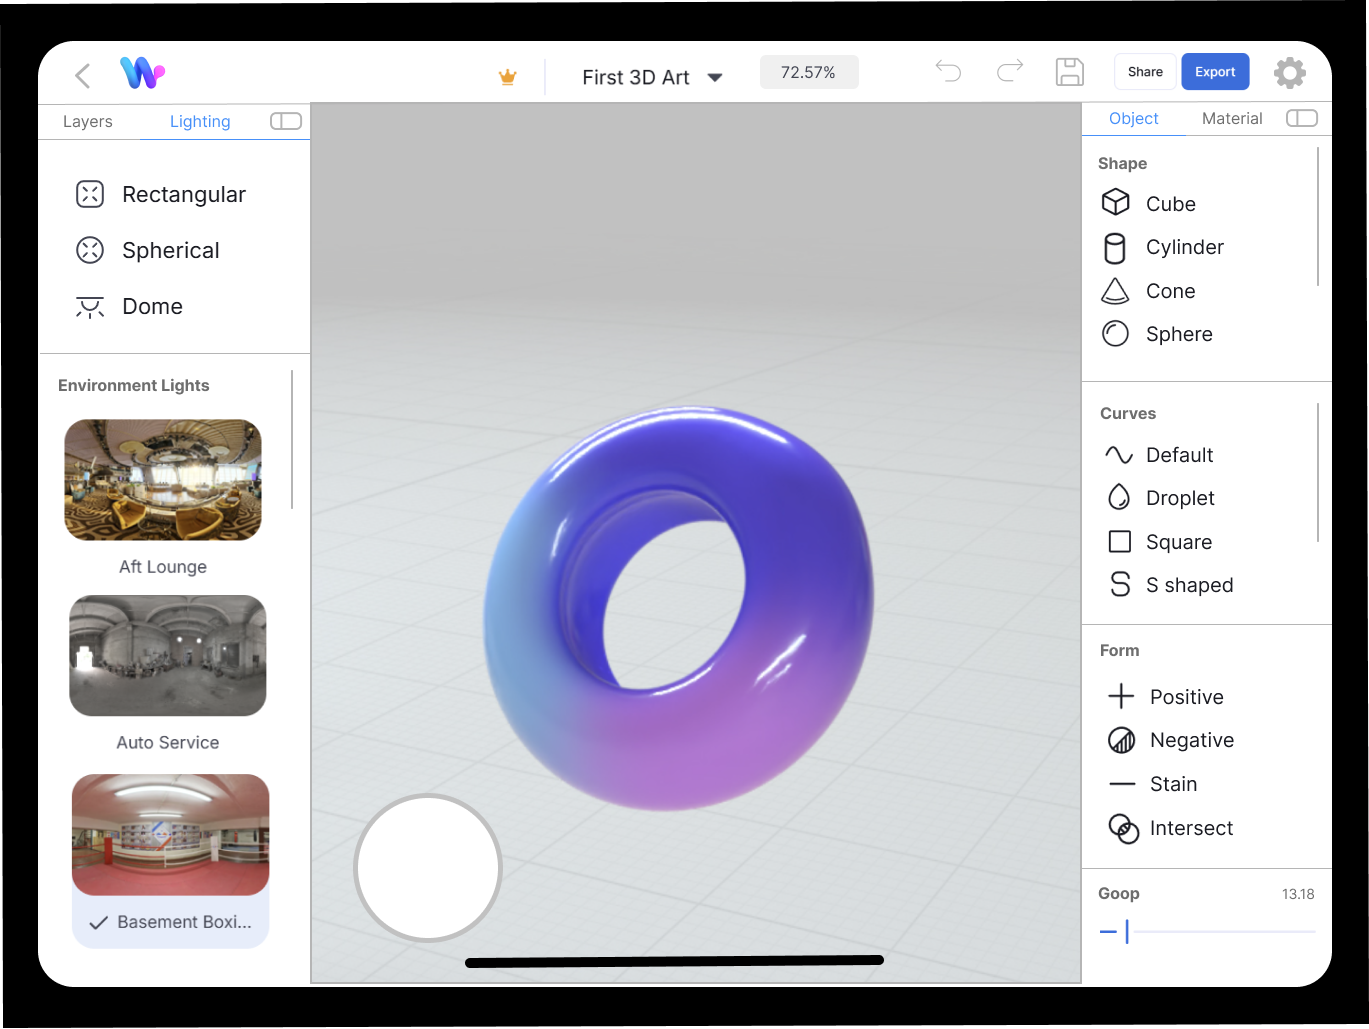 First 3D Art
72.57%
Share
Export
Layers
Lighting
Rectangular
Spherical
Dome
Environment Lights
Aft Lounge
Auto Service
Basement Boxi...
Object
Material
Shape
Cube
Cylinder
Cone
Sphere
Curves
Default
Droplet
Square
S shaped
Form
Positive
Negative
Stain
Intersect
Goop
13.18